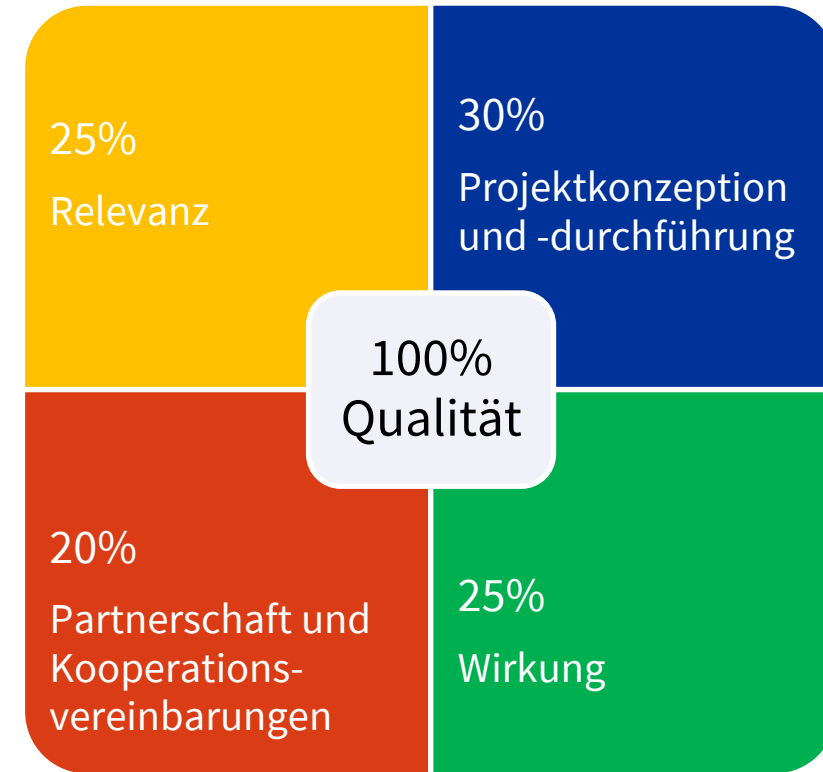 25%
Relevanz
30%
Projektkonzeption
und -durchführung
100%
Qualität
20%
Partnerschaft und
Kooperations-
vereinbarungen
25%
Wirkung